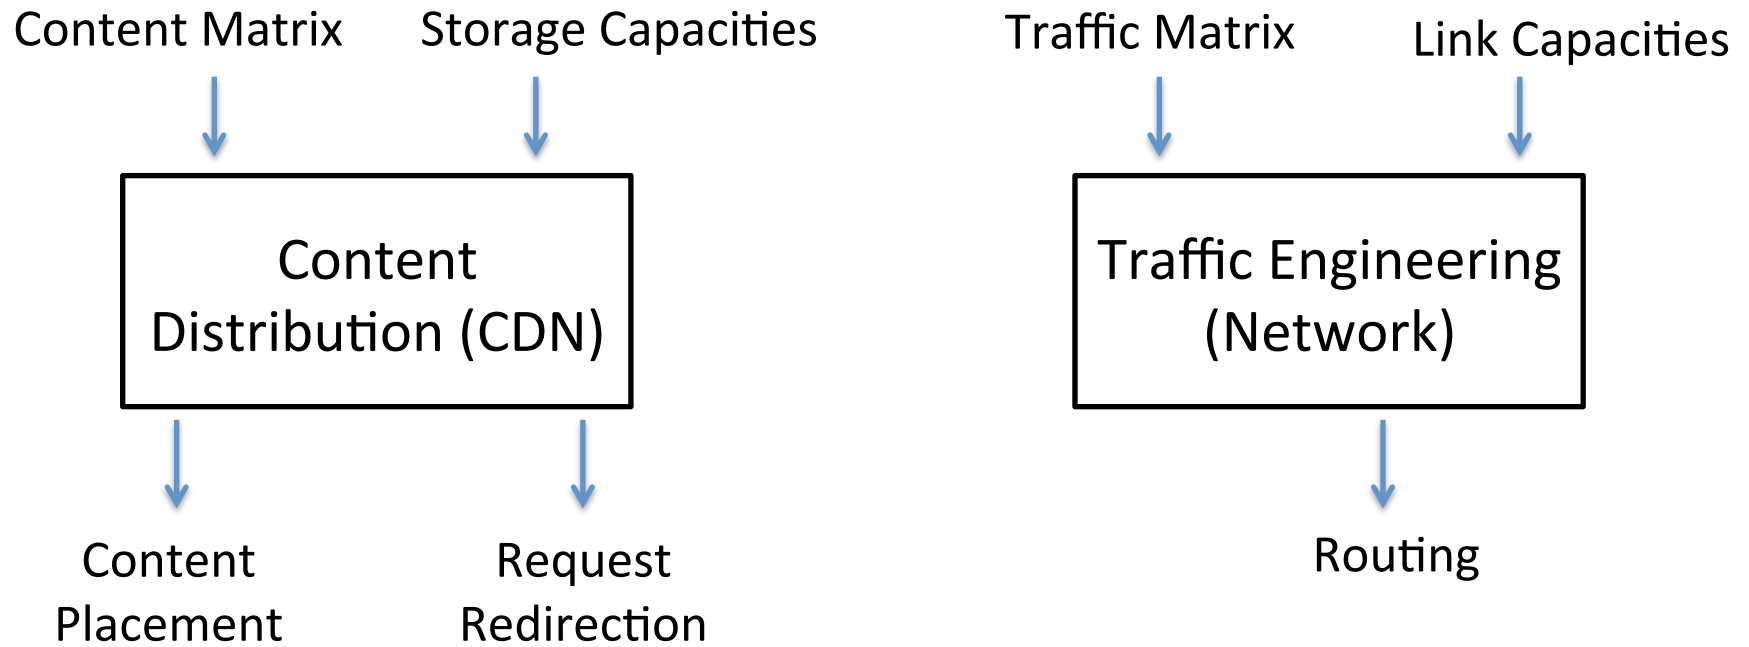 Content Matrix
Storage Capacities
Content
Distribution (CDN)
Content
Placement
Request
Redirection
Traffic Matrix
Link Capacities
Traffic Engineering
(Network)
Routing